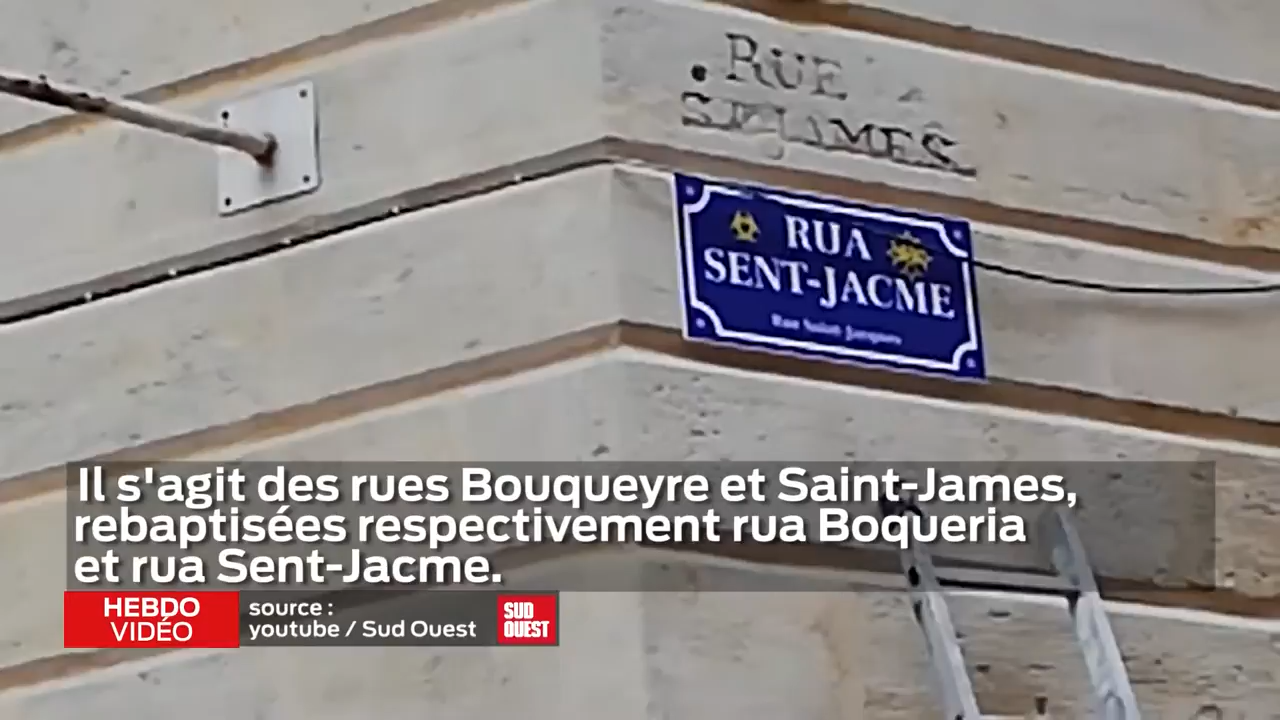 RUE
ST JAMES
RUA
SENT-JACME
Rue Saint-Jacques
Il s'agit des rues Bouqueyre et Saint-James,
rebaptisées respectivement rua Boqueria
et rua Sent-Jacme.
HEBDO
VIDÉO
source :
youtube / Sud Ouest
SUD
OUEST